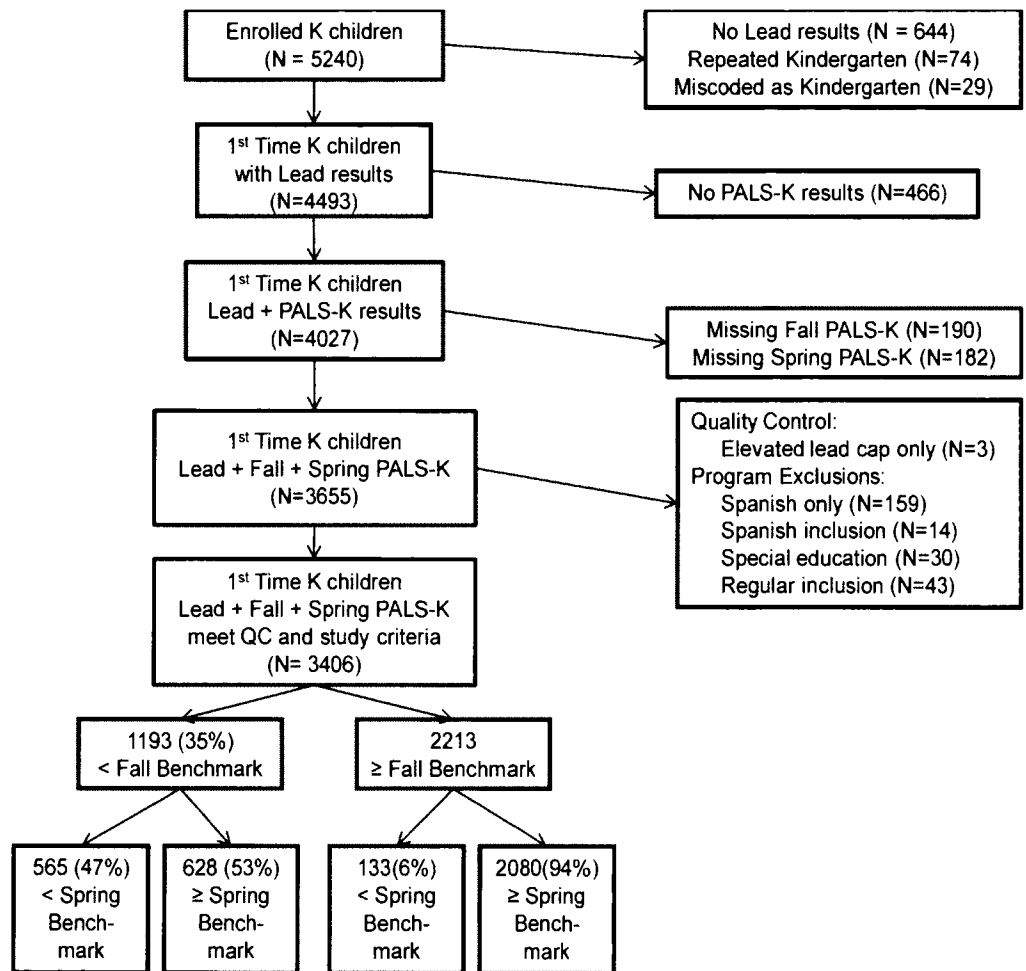 Enrolled K children
(N = 5240)
No Lead results (N = 644)
Repeated Kindergarten (N=74)
Miscoded as Kindergarten (N=29)
1st Time K children
with Lead results
(N=4493)
No PALS-K results (N=466)
1st Time K children
Lead + PALS-K results
(N=4027)
Missing Fall PALS-K (N=190)
Missing Spring PALS-K (N=182)
1st Time K children
Lead + Fall + Spring PALS-K
(N=3655)
Quality Control:
Elevated lead cap only (N=3)
Program Exclusions:
Spanish only (N=159)
Spanish inclusion (N=14)
Special education (N=30)
Regular inclusion (N=43)
1st Time K children
Lead + Fall + Spring PALS-K
meet QC and study criteria
(N= 3406)
1193 (35%)
< Fall Benchmark
2213
≥ Fall Benchmark
565 (47%)
< Spring
Bench-
mark
628 (53%)
≥ Spring
Bench-
mark
133(6%)
< Spring
Bench-
mark
2080(94%)
≥ Spring
Bench-
mark